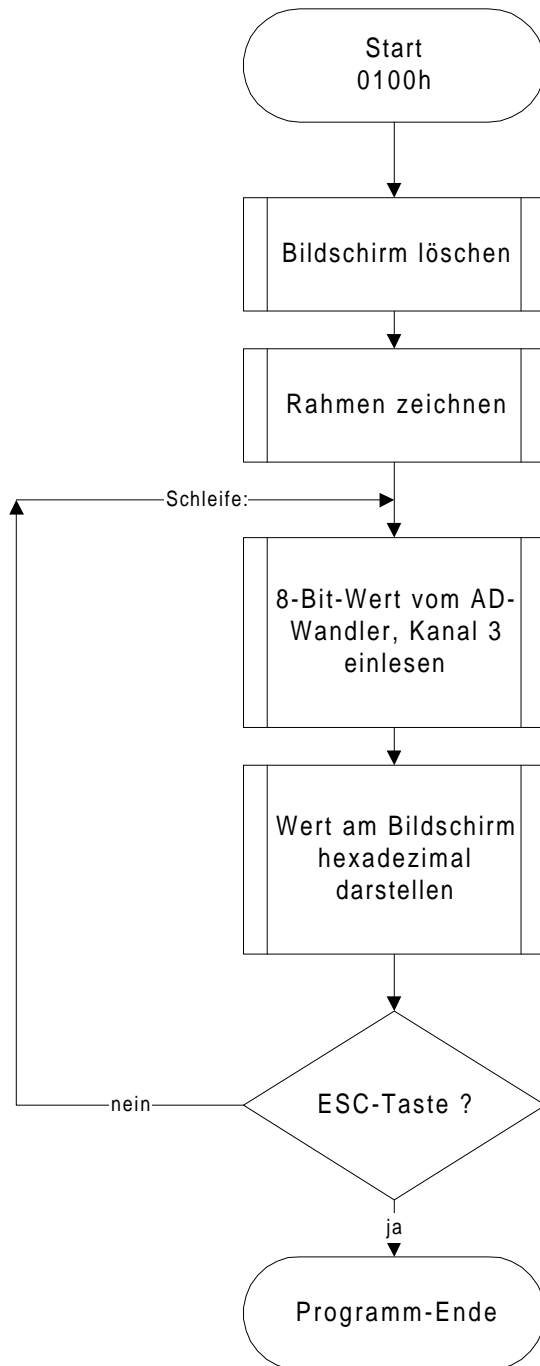 Start
0100h
Bildschirm löschen
Rahmen zeichnen
Schleife:
8-Bit-Wert vom AD-
Wandler, Kanal 3
einlesen
Wert am Bildschirm
hexadezimal
darstellen
ESC-Taste ?
nein
ja
Programm-Ende